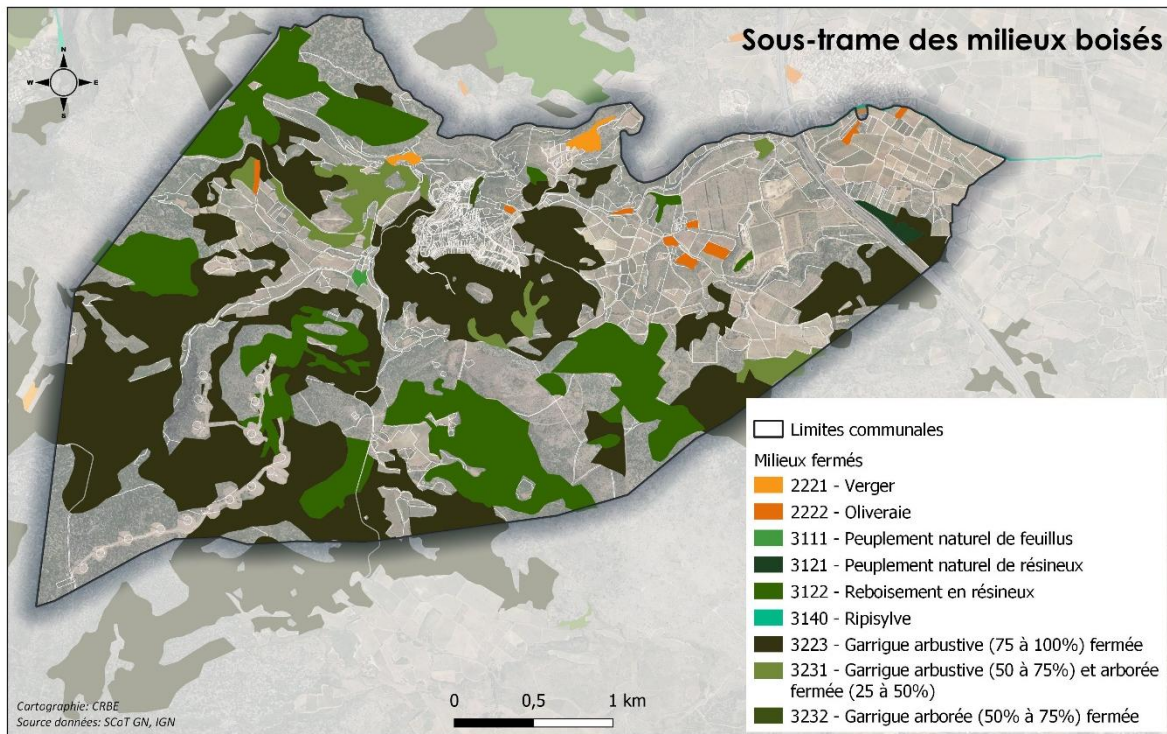 Sous-trame des milieux boisés
N
W
E
S
Limites communales
Milieux fermés
2221 - Verger
2222 - Oliveraie
3111 - Peuplement naturel de feuillus
3121 - Peuplement naturel de résineux
3122 - Reboisement en résineux
3140 - Ripisylve
3223 - Garrigue arbustive (75 à 100%) fermée
3231 - Garrigue arbustive (50 à 75%) et arborée
fermée (25 à 50%)
3232 - Garrigue arborée (50% à 75%) fermée
0 0,5 1 km
Cartographie: CRBE
Source données: SCoT GN, IGN